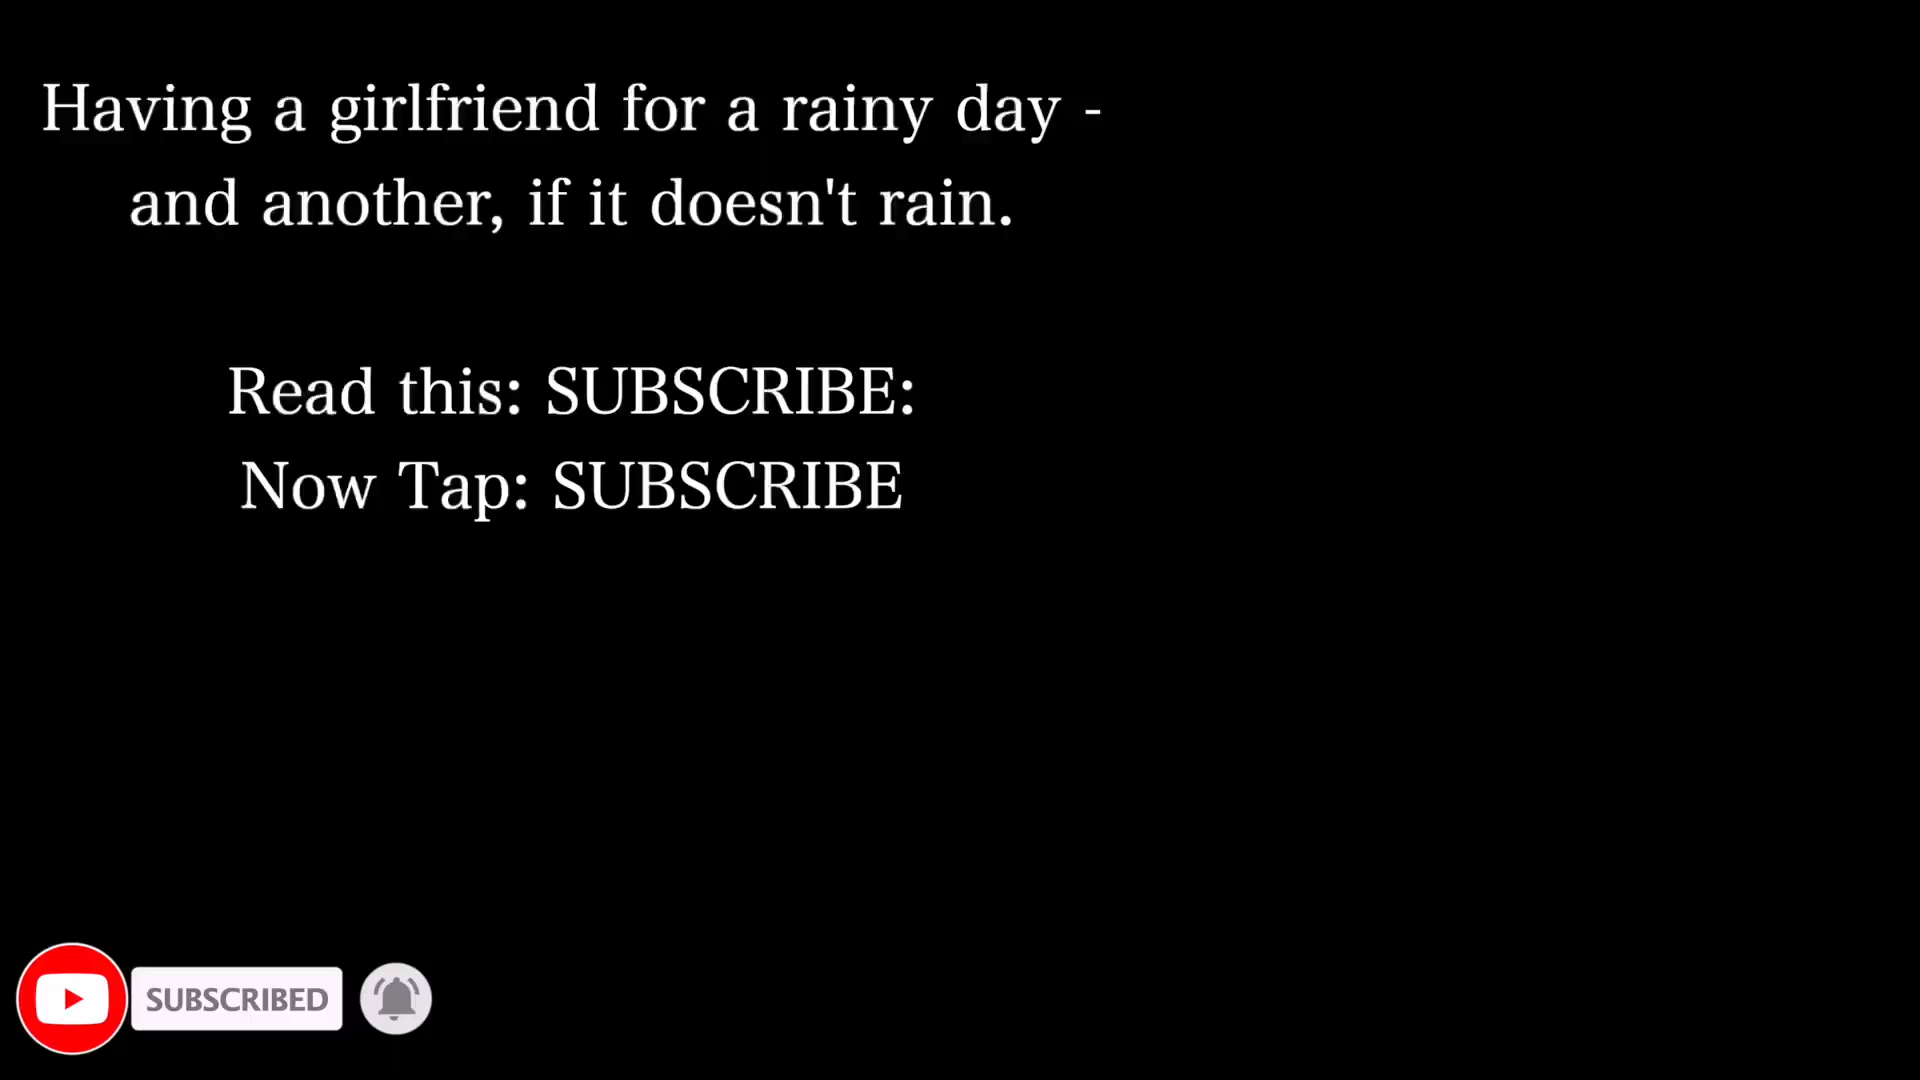 Having a girlfriend for a rainy day -
and another, if it doesn't rain.
Read this: SUBSCRIBE:
Now Tap: SUBSCRIBE
SUBSCRIBED